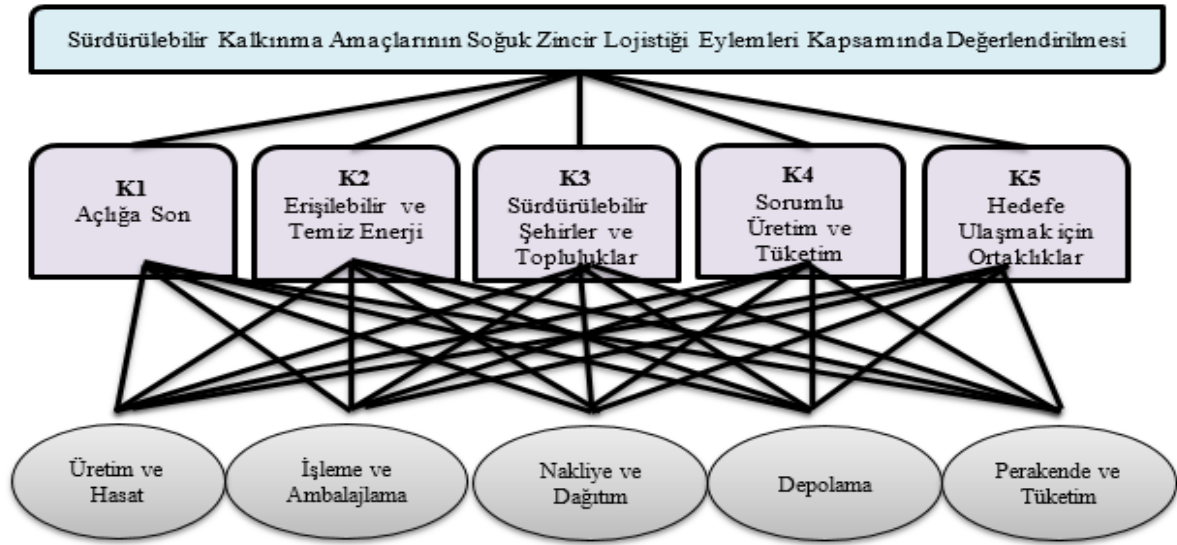 Sürdürülebilir Kalkınma Amaçlarının Soğuk Zincir Lojistiği Eylemleri Kapsamında Değerlendirilmesi
K1
Açlığa Son
K2
Erişilebilir ve
Temiz Enerji
K3
Sürdürülebilir
Şehirler ve
Topluluklar
K4
Sorumlu
Üretim ve
Tüketim
K5
Hedefe
Ulaşmak için
Ortaklıklar
Üretim ve
Hasat
İşleme ve
Ambalajlama
Nakliye ve
Dağıtım
Depolama
Perakende ve
Tüketim